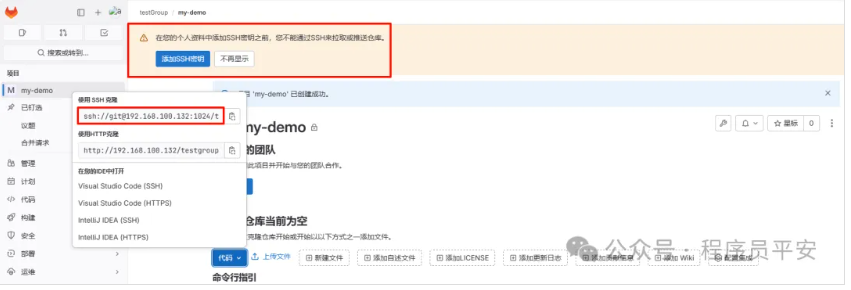 testGroup / my-demo
搜索或转到...
在您的个人资料中添加SSH密钥之前，您不能通过SSH来拉取或推送仓库。
添加SSH密钥
不再显示
项目
M my-demo
已创建成功。
'my-demo'
已打选
议题
合并请求
管理
计划
代码
构建
安全
部署
运维
使用 SSH 克隆
ssh://git@192.168.100.132:1024/t
使用HTTP克隆
http://192.168.100.132/testgroup
在您的IDE中打开
Visual Studio Code (SSH)
Visual Studio Code (HTTPS)
IntelliJ IDEA (SSH)
IntelliJ IDEA (HTTPS)
my-demo
星标 0
的团队
此项目并开始与您的团队合作。
仓库当前为空
克隆仓库开始或开始以以下方式之一添加文件。
代码
上传文件
新建文件
添加自述文件
添加LICENSE
添加更新日志
添加贡献信息
添加 Wiki
配置集成
命令行指引
公众号 · 程序员平安